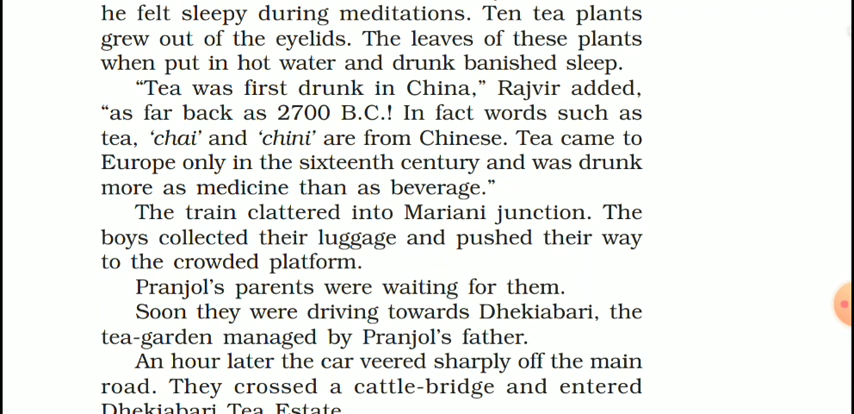 he felt sleepy during meditations. Ten tea plants
grew out of the eyelids. The leaves of these plants
when put in hot water and drunk banished sleep.
“Tea was first drunk in China,” Rajvir added,
“as far back as 2700 B.C.! In fact words such as
tea, ‘chai’ and ‘chini’ are from Chinese. Tea came to
Europe only in the sixteenth century and was drunk
more as medicine than as beverage.”
The train clattered into Mariani junction. The
boys collected their luggage and pushed their way
to the crowded platform.
Pranjol’s parents were waiting for them.
Soon they were driving towards Dhekiabari, the
tea-garden managed by Pranjol’s father.
An hour later the car veered sharply off the main
road. They crossed a cattle-bridge and entered
Dhekiabari Tea Estate